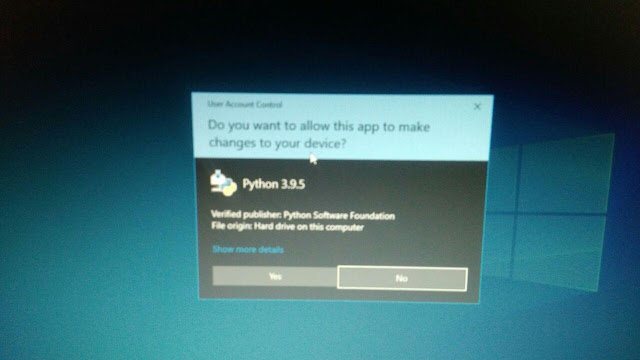 User Account Control
Do you want to allow this app to make
changes to your device?
Python 3.9.5
Verified publisher: Python Software Foundation
File origin: Hard drive on this computer
Show more details
Yes
No